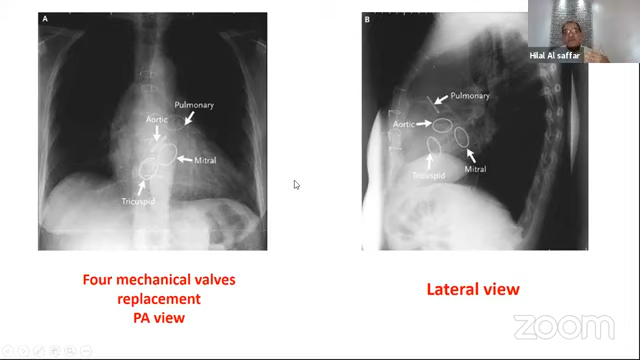 A
Pulmonary
Aortic
Mitral
Tricuspid
B
Pulmonary
Aortic
Mitral
Tricuspid
Hilal Al saffar
Four mechanical valves
replacement
PA view
Lateral view
zoom